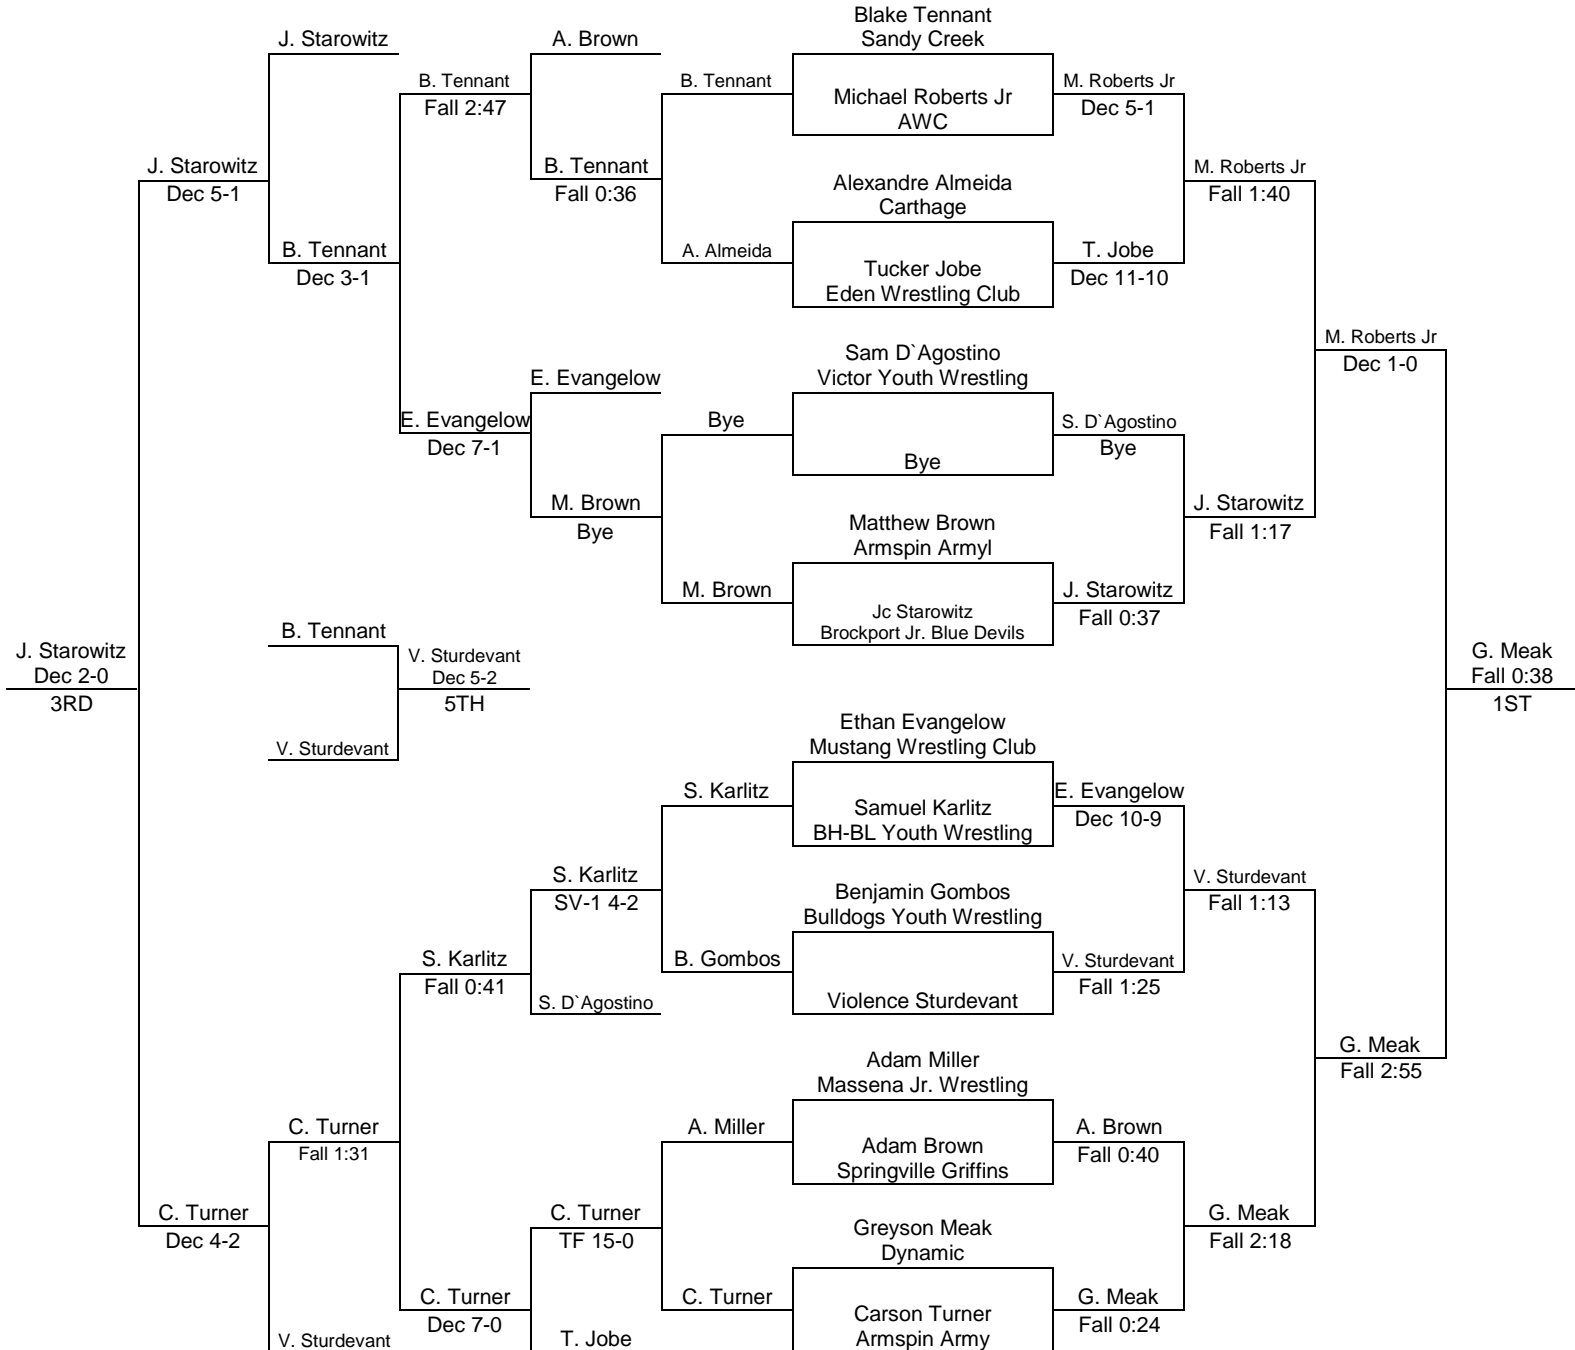 Blake Tennant
J. Starowitz
A. Brown
Sandy Creek
B. Tennant
B. Tennant
M. Roberts Jr
Fall 2:47
Michael Roberts Jr
Dec 5-1
AWC
J. Starowitz
B. Tennant
M. Roberts Jr
Dec 5-1
Fall 0:36
Alexandre Almeida
Fall 1:40
Carthage
B. Tennant
A. Almeida
T. Jobe
Dec 3-1
Tucker Jobe
Dec 11-10
Eden Wrestling Club
M. Roberts Jr
Sam D`Agostino
Dec 1-0
E. Evangelow
Victor Youth Wrestling
E. Evangelow
Bye
S. D`Agostino
Dec 7-1
Bye
Bye
M. Brown
J. Starowitz
Bye
Matthew Brown
Fall 1:17
Armspin Armyl
M. Brown
J. Starowitz
Jc Starowitz
Fall 0:37
B. Tennant
Brockport Jr. Blue Devils
J. Starowitz
V. Sturdevant
G. Meak
Dec 2-0
Dec 5-2
Fall 0:38
3RD
5TH
1ST
Ethan Evangelow
V. Sturdevant
Mustang Wrestling Club
S. Karlitz
E. Evangelow
Samuel Karlitz
Dec 10-9
BH-BL Youth Wrestling
S. Karlitz
V. Sturdevant
SV-1 4-2
Benjamin Gombos
Fall 1:13
Bulldogs Youth Wrestling
S. Karlitz
B. Gombos
V. Sturdevant
Fall 0:41
Fall 1:25
S. D`Agostino
Violence Sturdevant
G. Meak
Adam Miller
Fall 2:55
Massena Jr. Wrestling
C. Turner
A. Miller
A. Brown
Fall 1:31
Adam Brown
Fall 0:40
Springville Griffins
C. Turner
C. Turner
G. Meak
Dec 4-2
TF 15-0
Greyson Meak
Fall 2:18
Dynamic
C. Turner
C. Turner
G. Meak
Dec 7-0
Carson Turner
Fall 0:24
V. Sturdevant
T. Jobe
Armspin Army